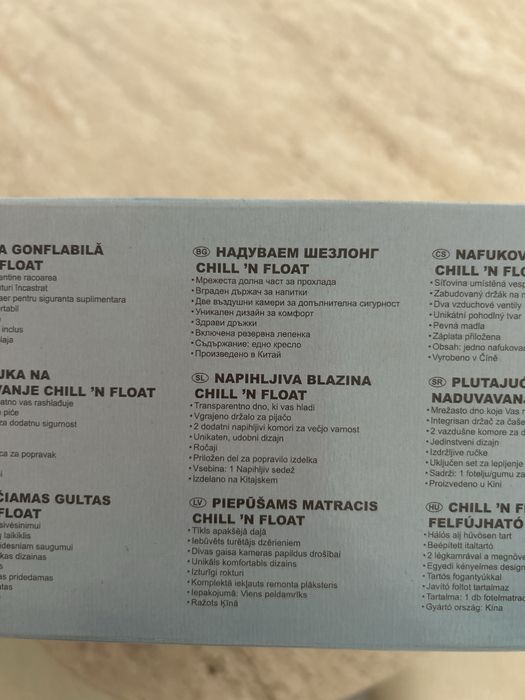 A GONFLABILĂ
FLOAT
antine racoarea
turi încastrat
aer pentru siguranta suplimentara
rtabil
inclus
laja
JKA NA
VANJE CHILL 'N FLOAT
atno vas rashlađuje
piće
za dodatnu sigurnost
ca za popravak
i
ČIAMAS GULTAS
FLOAT
sivėsinimui
laikiklis
idesniam saugumui
kas dizainas
s
as pridedamas
tas
BG НАДУВАЕМ ШЕЗЛОНГ
CHILL 'N FLOAT
• Мрежеста долна част за прохлада
• Вграден държач за напитки
• Две въздушни камери за допълнителна сигурност
• Уникален дизайн за комфорт
• Здрави дръжки
• Включена резервна лепенка
• Съдържание: едно кресло
• Произведено в Китай
SL NAPIHLJIVA BLAZINA
CHILL 'N FLOAT
• Transparentno dno, ki vas hladi
• Vgrajeno držalo za pijačo
• 2 dodatni napihljivi komori za večjo varnost
• Unikaten, udobni dizajn
• Ročaji
• Priložen del za popravilo izdelka
• Vsebina: 1 Napihljiv sedež
• Izdelano na Kitajskem
LV PIEPŪŠAMS MATRACIS
CHILL 'N FLOAT
• Tīkls apakšējā daļā
• Iebūvēts turētājs dzērieniem
• Divas gaisa kameras papildus drošībai
• Unikāls komfortabls dizains
• Izturīgi rokturi
• Komplektā iekļauts remonta plāksteris
• Iepakojumā: Viens peldamrīks
• Ražots Ķīnā
CS NAFUKOV
CHILL 'N FLO
• Síťovina umístěná vesp
• Zabudovaný držák na n
• Dva vzduchové ventily
• Unikátní pohodlný tvar
• Pevná madla
• Záplata přiložena
• Obsah: jedno nafukovac
• Vyrobeno v Číně
SR PLUTAJUĆ
NADUVAVANJ
• Mrežasto dno koje Vas r
• Integrisan držač za čaše
• 2 vazdušne komore za d
• Jedinstveni dizajn
• Izdržljive ručke
• Uključen set za lepljenje
• Sadrži: 1 fotelju/gumu za
• Proizvedeno u Kini
HU CHILL 'N F
FELFÚJHATÓ
• Hálós alj hűvösen tart
• Beépített italtartó
• 2 légkamrával a megnöve
• Egyedi kényelmes design
• Tartós fogantyúkkal
• Javító foltot tartalmaz
• Tartalma: 1 db fotelmatrac
• Gyártó ország: Kína